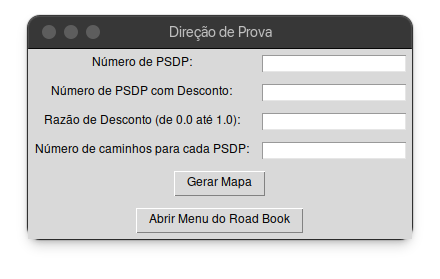 Direção de Prova
Número de PSDP:
Número de PSDP com Desconto:
Razão de Desconto (de 0.0 até 1.0):
Número de caminhos para cada PSDP:
Gerar Mapa
Abrir Menu do Road Book